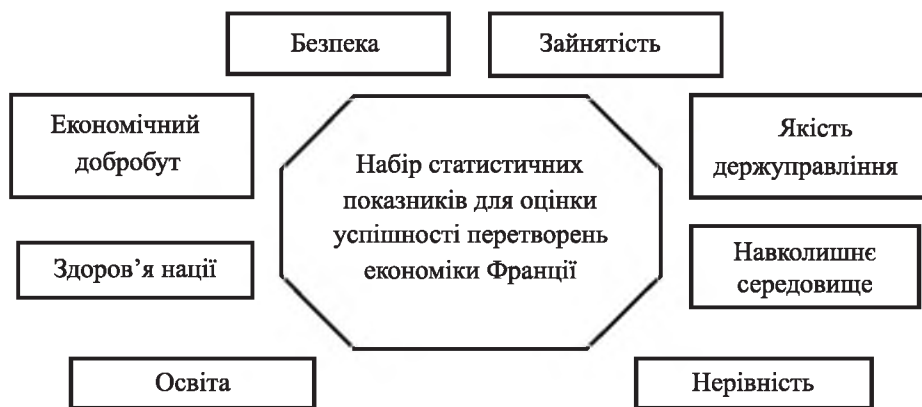 Безпека
Зайнятість
Економічний
добробут
Набір статистичних
показників для оцінки
успішності перетворень
економіки Франції
Якість
держуправління
Здоров’я нації
Навколишнє
середовище
Освіта
Нерівність